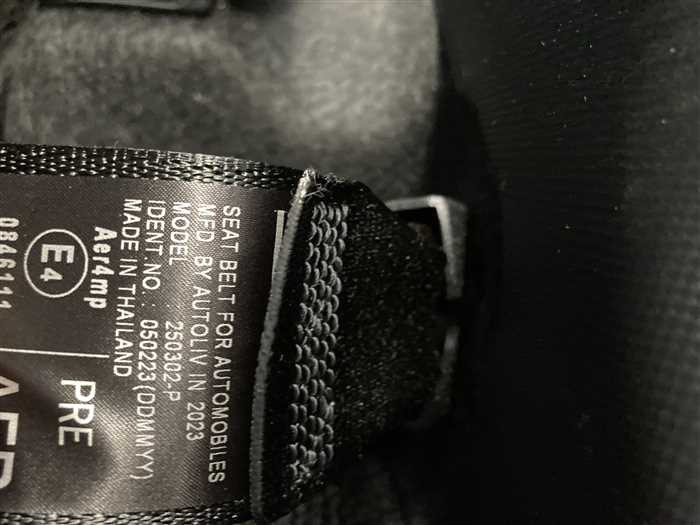 SEAT BELT FOR AUTOMOBILES
MFD BY AUTOLIV IN 2023
MODEL 250302-P
IDENT.NO.: 050223 (DDMMYY)
MADE IN THAILAND
Aer4mp
PRE
E4
0846111